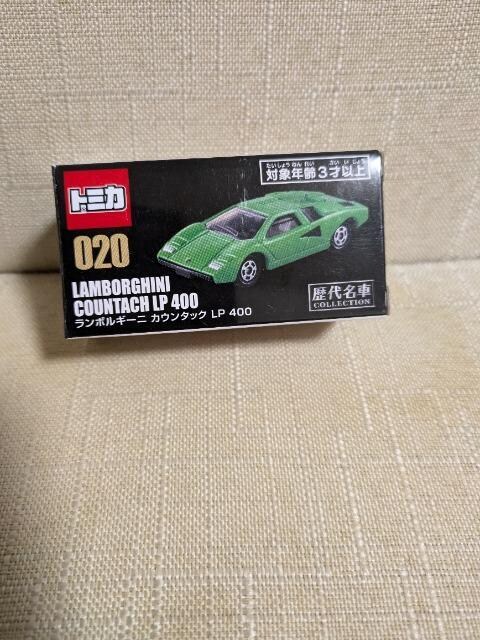 トミカ
たいしょうねんれい さいいじょう
対象年齢3才以上
020
LAMBORGHINI
COUNTACH LP 400
ランボルギーニ カウンタック LP 400
歴代名車
COLLECTION